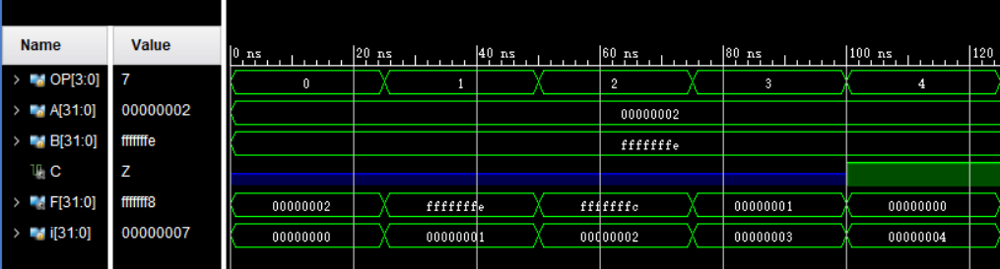 Name Value
0 ns 20 ns 40 ns 60 ns 80 ns 100 ns 120
OP[3:0] 7 0 1 2 3 4
A[31:0] 00000002 00000002
B[31:0] fffffffe fffffffe
C Z
F[31:0] fffffff8 00000002 fffffffe fffffffc 00000001 00000000
i[31:0] 00000007 00000000 00000001 00000002 00000003 00000004